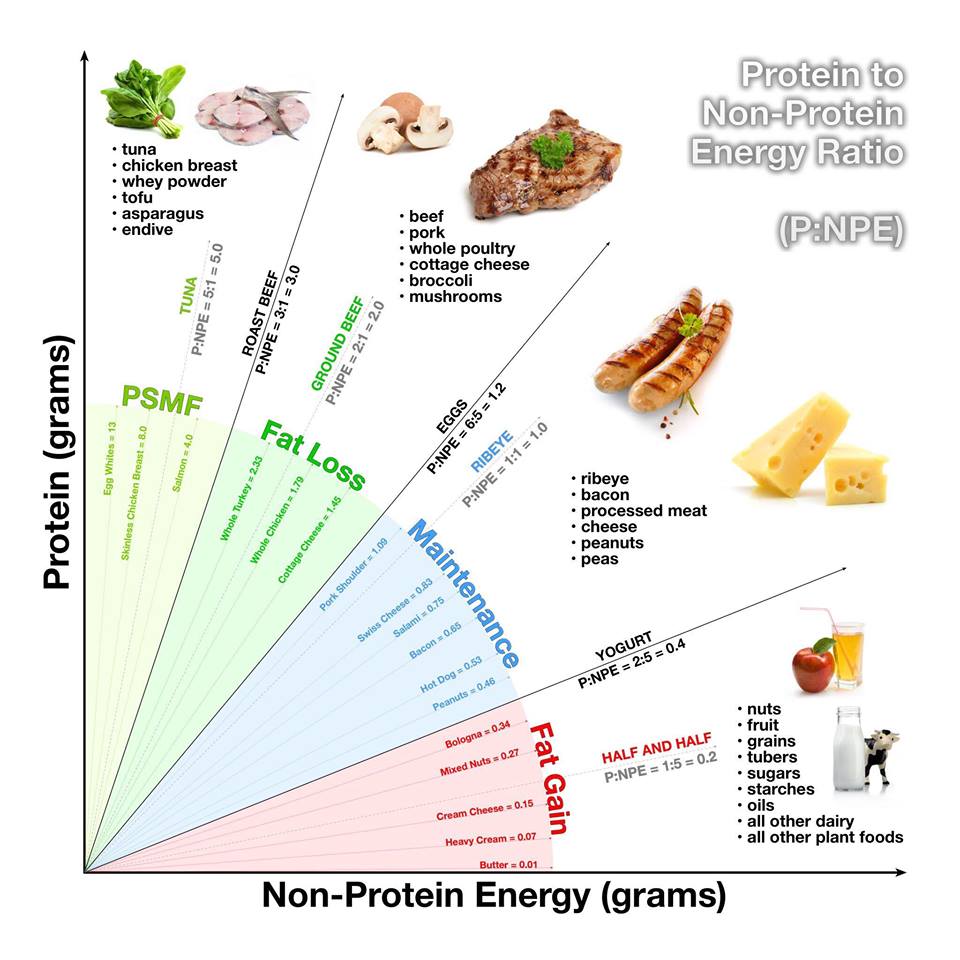 Protein to
Non-Protein
Energy Ratio
(P:NPE)
• tuna
• chicken breast
• whey powder
• tofu
• asparagus
• endive
• beef
• pork
• whole poultry
• cottage cheese
• broccoli
• mushrooms
TUNA
P:NPE = 5:1 = 5.0
ROAST BEEF
P:NPE = 3:1 = 3.0
GROUND BEEF
P:NPE = 2:1 = 2.0
EGGS
P:NPE = 6:5 = 1.2
RIBEYE
P:NPE = 1:1 = 1.0
• ribeye
• bacon
• processed meat
• cheese
• peanuts
• peas
PSMF
Egg Whites = 13
Skinless Chicken Breast = 8.0
Salmon = 4.0
Fat Loss
Whole Turkey = 2.33
Whole Chicken = 1.79
Cottage Cheese = 1.45
Maintenance
Pork Shoulder = 1.09
Swiss Cheese = 0.83
Salami = 0.75
Bacon = 0.65
Hot Dog = 0.53
Peanuts = 0.46
YOGURT
P:NPE = 2:5 = 0.4
Fat Gain
Bologna = 0.34
Mixed Nuts = 0.27
Cream Cheese = 0.15
Heavy Cream = 0.07
Butter = 0.01
HALF AND HALF
P:NPE = 1:5 = 0.2
• nuts
• fruit
• grains
• tubers
• sugars
• starches
• oils
• all other dairy
• all other plant foods
Protein (grams)
Non-Protein Energy (grams)